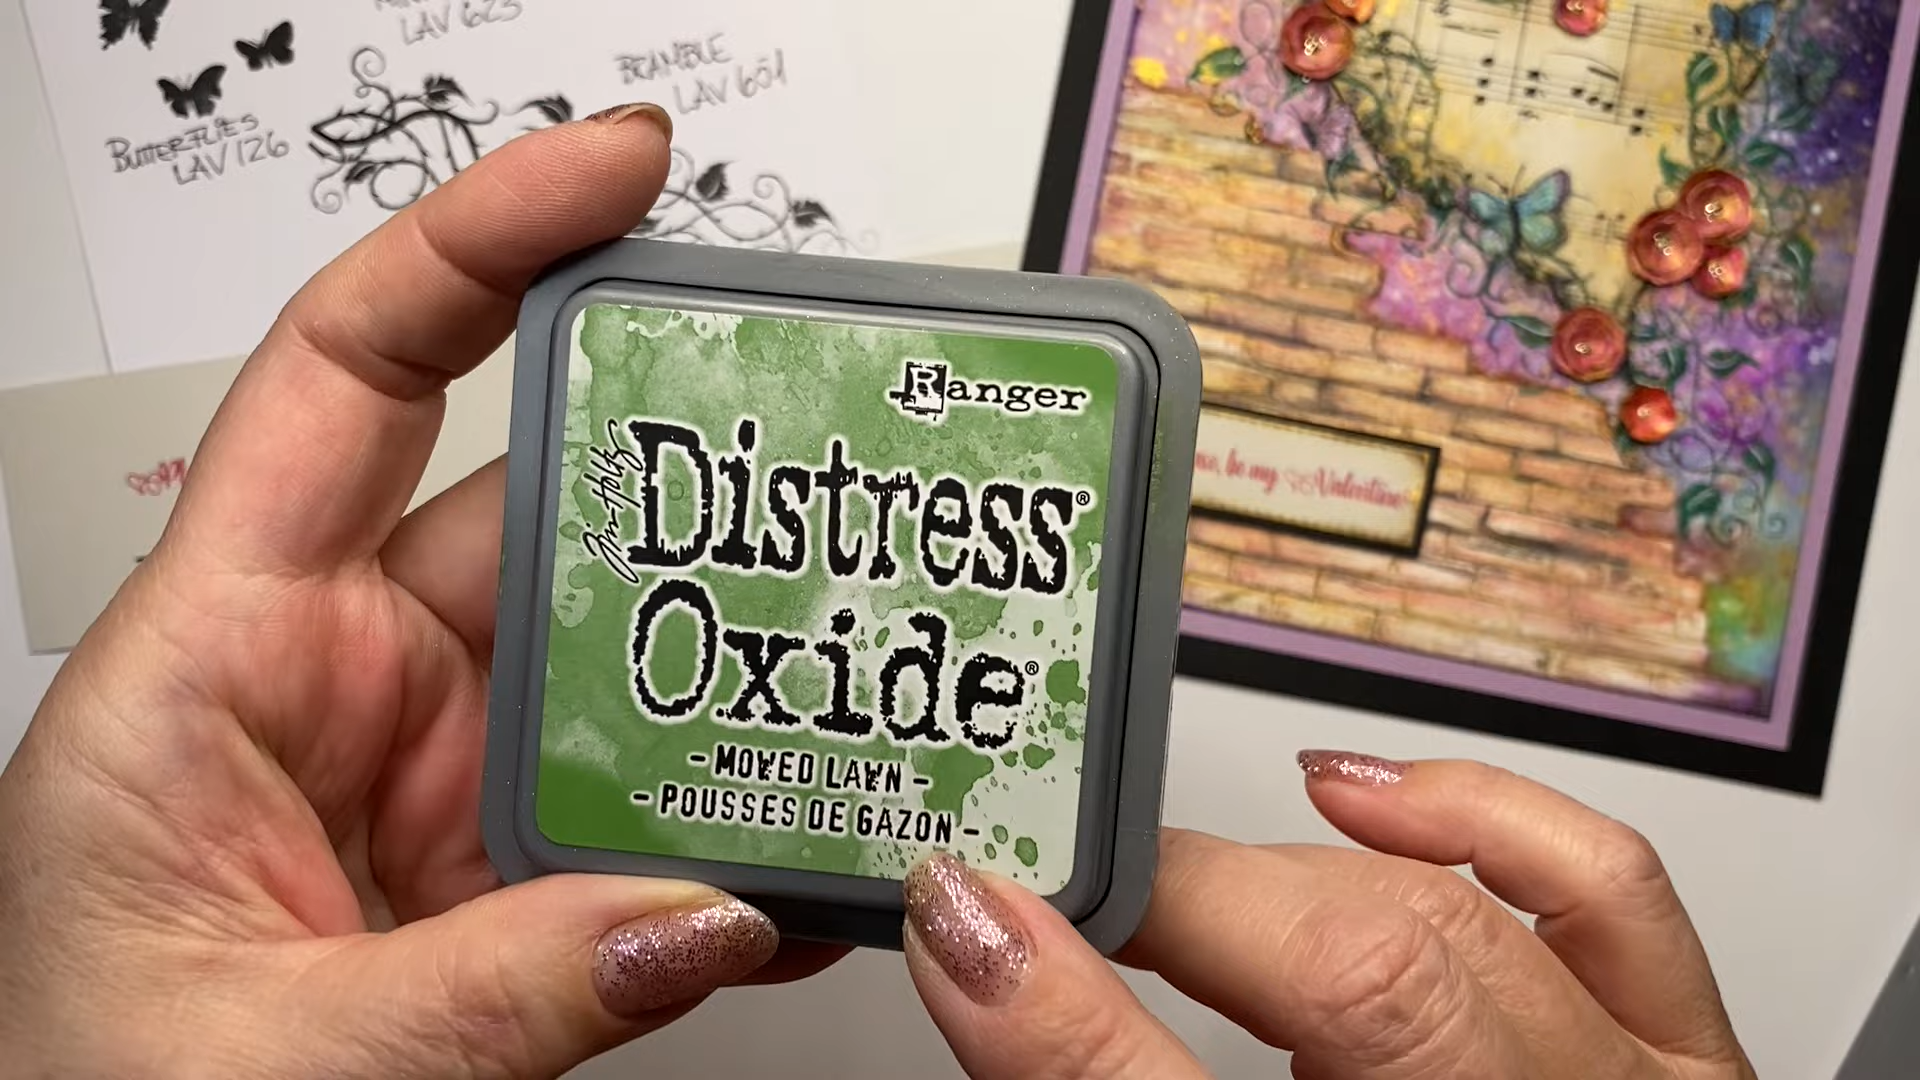 LAV 623
BRAMBLE
LAV 651
BUTTERFLIES
LAV 126
Ranger
Tim Holtz
Distress®
Oxide®
- MOWED LAWN -
- POUSSES DE GAZON -
be my Valentine